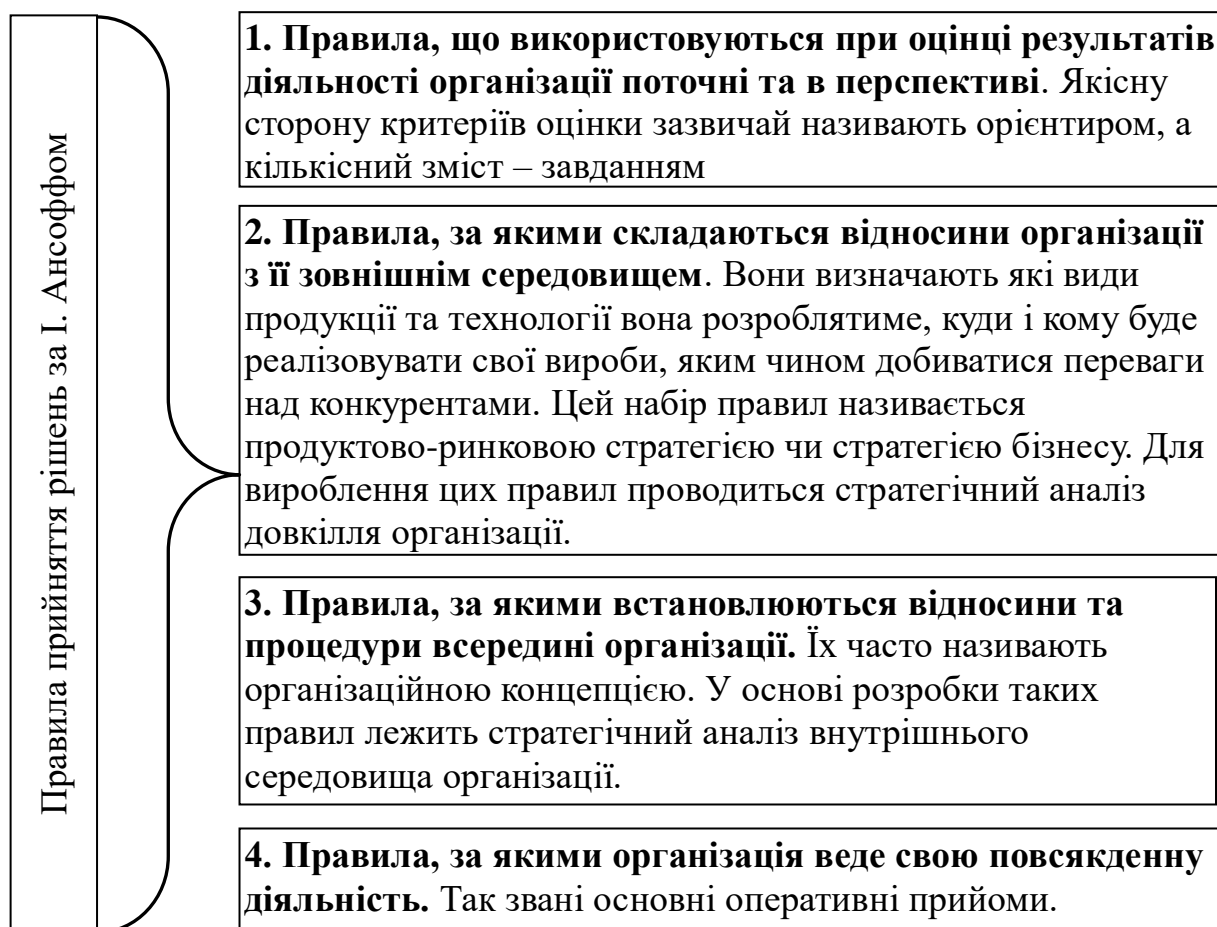 Правила прийняття рішень за І. Ансоффом
1. Правила, що використовуються при оцінці результатів
діяльності організації поточні та в перспективі. Якісну
сторону критеріїв оцінки зазвичай називають орієнтиром, а
кількісний зміст – завданням
2. Правила, за якими складаються відносини організації
з її зовнішнім середовищем. Вони визначають які види
продукції та технології вона розроблятиме, куди і кому буде
реалізовувати свої вироби, яким чином добиватися переваги
над конкурентами. Цей набір правил називається
продуктово-ринковою стратегією чи стратегією бізнесу. Для
вироблення цих правил проводиться стратегічний аналіз
довкілля організації.
3. Правила, за якими встановлюються відносини та
процедури всередині організації. Їх часто називають
організаційною концепцією. У основі розробки таких
правил лежить стратегічний аналіз внутрішнього
середовища організації.
4. Правила, за якими організація веде свою повсякденну
діяльність. Так звані основні оперативні прийоми.